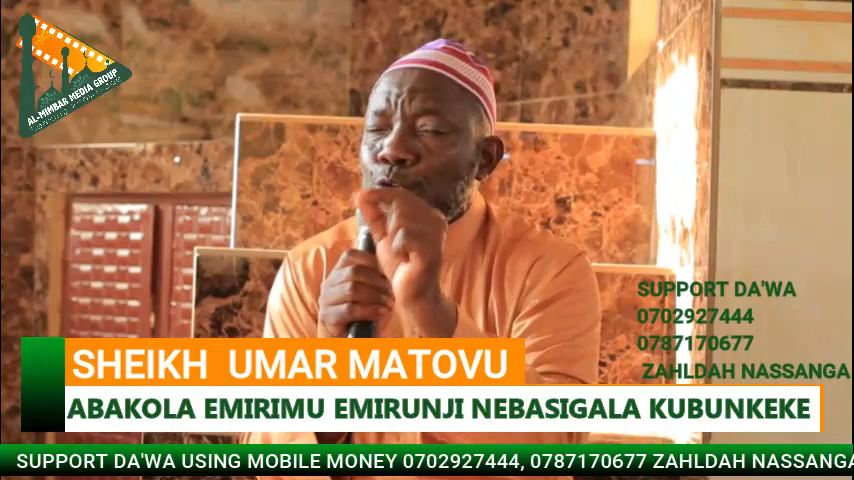 AL-MIMBAR MEDIA GROUP
SUPPORT DA'WA
0702927444
0787170677
ZAHLDAH NASSANGA
SHEIKH UMAR MATOVU
ABAKOLA EMIRIMU EMIRUNJI NEBASIGALA KUBUNKEKE
SUPPORT DA'WA USING MOBILE MONEY 0702927444, 0787170677 ZAHLDAH NASSANGA